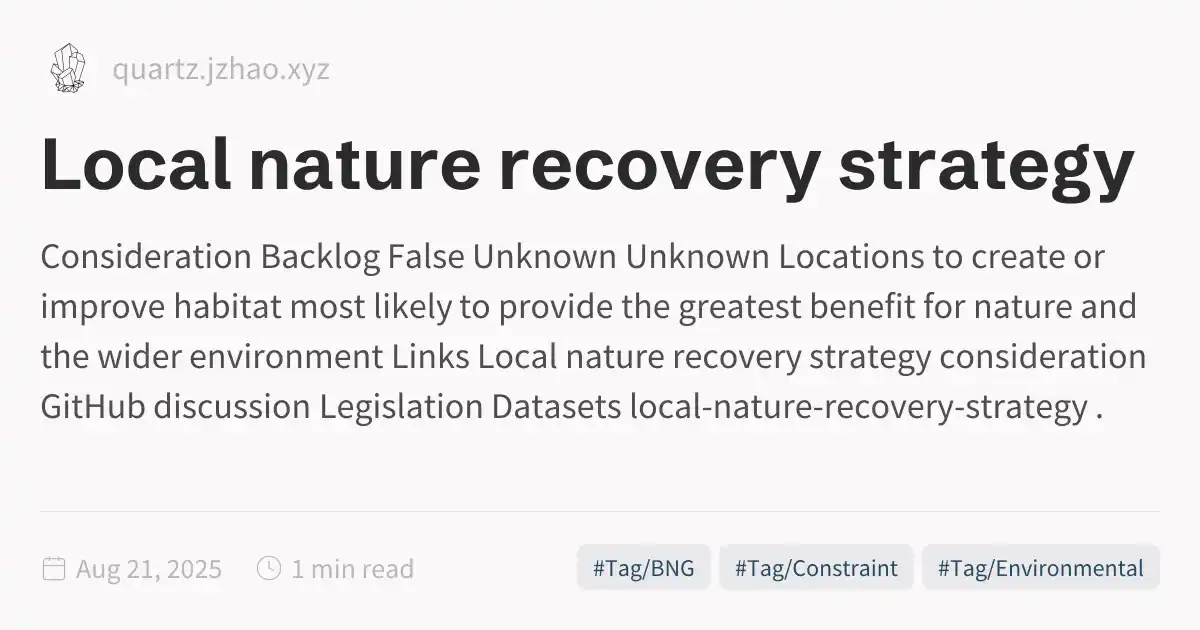 quartz.jzhao.xyz
Local nature recovery strategy
Consideration Backlog False Unknown Unknown Locations to create or
improve habitat most likely to provide the greatest benefit for nature and
the wider environment Links Local nature recovery strategy consideration
GitHub discussion Legislation Datasets local-nature-recovery-strategy .
Aug 21, 2025 1 min read #Tag/BNG #Tag/Constraint #Tag/Environmental